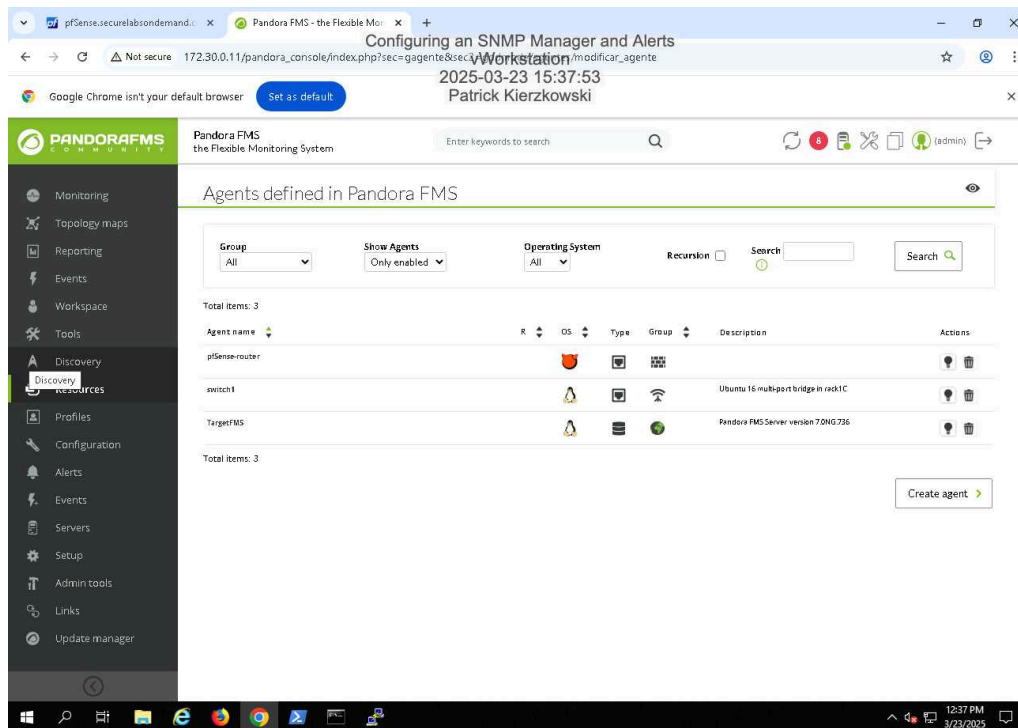 pfSense.securelabsondemand.c
Pandora FMS - the Flexible Mor
Configuring an SNMP Manager and Alerts
vWorkstation
2025-03-23 15:37:53
Patrick Kierzkowski
Not secure
172.30.0.11/pandora_console/index.php?sec=gagente&sec2=
/modificar_agente
Google Chrome isn't your default browser
Set as default
PANDORAFMS
COMMUNITY
Pandora FMS
the Flexible Monitoring System
Enter keywords to search
8
(admin)
Monitoring
Topology maps
Reporting
Events
Workspace
Tools
Discovery
Discovery
Resources
Profiles
Configuration
Alerts
Events
Servers
Setup
Admin tools
Links
Update manager
Agents defined in Pandora FMS
Group
All
Show Agents
Only enabled
Operating System
All
Recursion
Search
Search
Total items: 3
Agent name R OS Type Group Description Actions
pfSense-router
switch1 Ubuntu 16 multi-port bridge in rack1C
TargetFMS Pandora FMS Server version 7.0NG.736
Total items: 3
Create agent
12:37 PM
3/23/2025